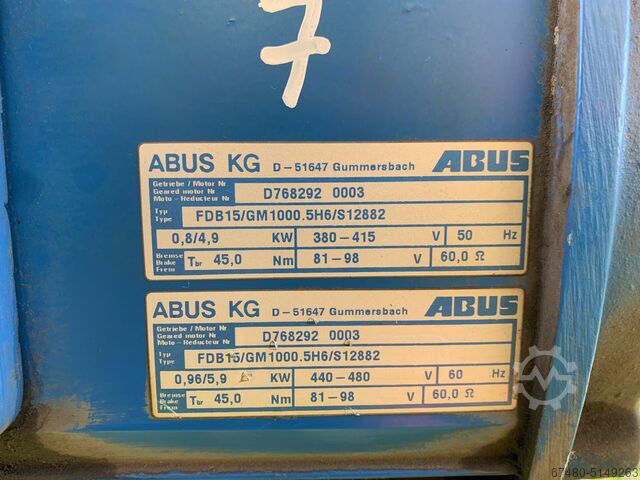 7
ABUS KG D-51647 Gummersbach ABUS
Getriebe / Motor Nr
Geared motor Nr
Moto-Reducteur Nr
D768292 0003
Typ
Type
FDB15/GM1000.5H6/S12882
0,8/4,9 KW 380-415 V 50 Hz
Bremse
Brake
Frein
Tbr 45,0 Nm 81-98 V 60,0 Ω
ABUS KG D-51647 Gummersbach ABUS
Getriebe / Motor Nr
Geared motor Nr
Moto-Reducteur Nr
D768292 0003
Typ
Type
FDB15/GM1000.5H6/S12882
0,96/5,9 KW 440-480 V 60 Hz
Bremse
Brake
Frein
Tbr 45,0 Nm 81-98 V 60,0 Ω
67480-5149263